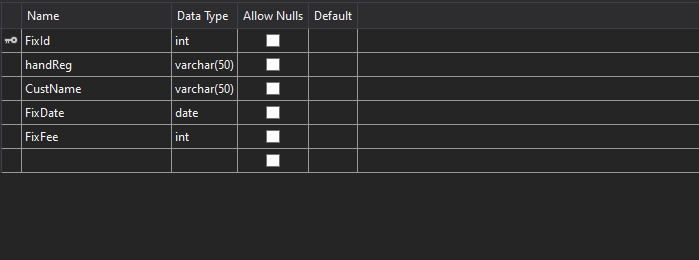 Name Data Type Allow Nulls Default
FixId int
handReg varchar(50)
CustName varchar(50)
FixDate date
FixFee int